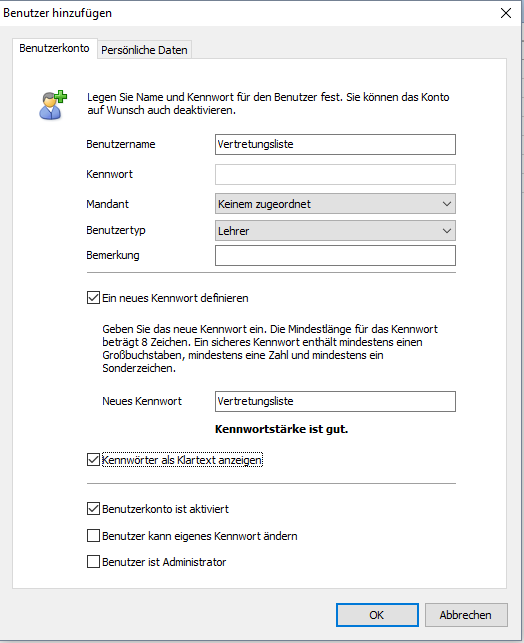 Benutzer hinzufügen
Benutzerkonto
Persönliche Daten
Legen Sie Name und Kennwort für den Benutzer fest. Sie können das Konto
auf Wunsch auch deaktivieren.
Benutzername
Vertretungsliste
Kennwort
Mandant
Keinem zugeordnet
Benutzertyp
Lehrer
Bemerkung
Ein neues Kennwort definieren
Geben Sie das neue Kennwort ein. Die Mindestlänge für das Kennwort
beträgt 8 Zeichen. Ein sicheres Kennwort enthält mindestens einen
Großbuchstaben, mindestens eine Zahl und mindestens ein
Sonderzeichen.
Neues Kennwort
Vertretungsliste
Kennwortstärke ist gut.
Kennwörter als Klartext anzeigen
Benutzerkonto ist aktiviert
Benutzer kann eigenes Kennwort ändern
Benutzer ist Administrator
OK
Abbrechen